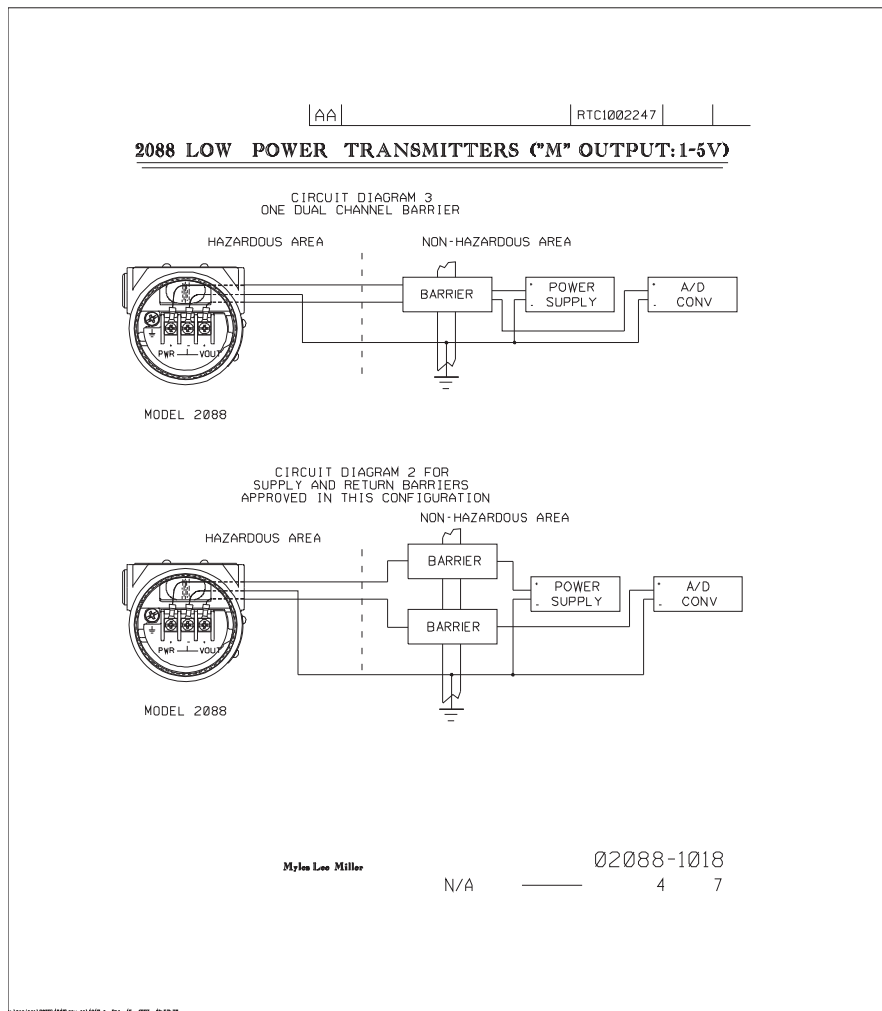 AA RTC1002247
2088 LOW POWER TRANSMITTERS ("M" OUTPUT: 1-5V)
CIRCUIT DIAGRAM 3
ONE DUAL CHANNEL BARRIER
HAZARDOUS AREA NON-HAZARDOUS AREA
BARRIER
+ POWER
- SUPPLY
+ A/D
- CONV
+ - +
PWR VOUT
MODEL 2088
CIRCUIT DIAGRAM 2 FOR
SUPPLY AND RETURN BARRIERS
APPROVED IN THIS CONFIGURATION
NON-HAZARDOUS AREA
HAZARDOUS AREA
BARRIER
+ POWER
- SUPPLY
+ A/D
- CONV
BARRIER
+ - +
PWR VOUT
MODEL 2088
Myles Lee Miller
02088-1018
N/A 4 7